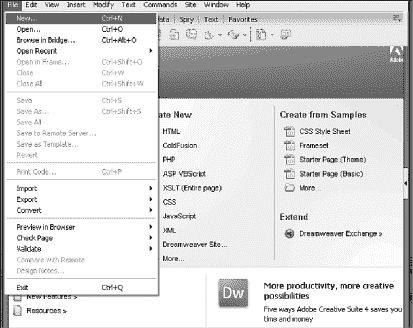 File Edit View Insert Modify Text Commands Site Window Help
New... Ctrl+N
Open... Ctrl+O
Browse in Bridge... Ctrl+Alt+O
Open Recent
Open in Frame... Ctrl+Shift+O
Close Ctrl+W
Close All Ctrl+Shift+W
Save Ctrl+S
Save As... Ctrl+Shift+S
Save All
Save to Remote Server...
Save as Template...
Revert
Print Code... Ctrl+P
Import
Export
Convert
Preview in Browser
Check Page
Validate
Compare with Remote
Design Notes...
Exit Ctrl+Q
Spry Text Favorites
Adobe
ate New
HTML
ColdFusion
PHP
ASP VBScript
XSLT (Entire page)
CSS
JavaScript
XML
Dreamweaver Site...
More...
Create from Samples
CSS Style Sheet
Frameset
Starter Page (Theme)
Starter Page (Basic)
More...
Extend
Dreamweaver Exchange »
New Features »
Resources »
Dw
More productivity, more creative
possibilities
Five ways Adobe Creative Suite 4 saves you
time and money